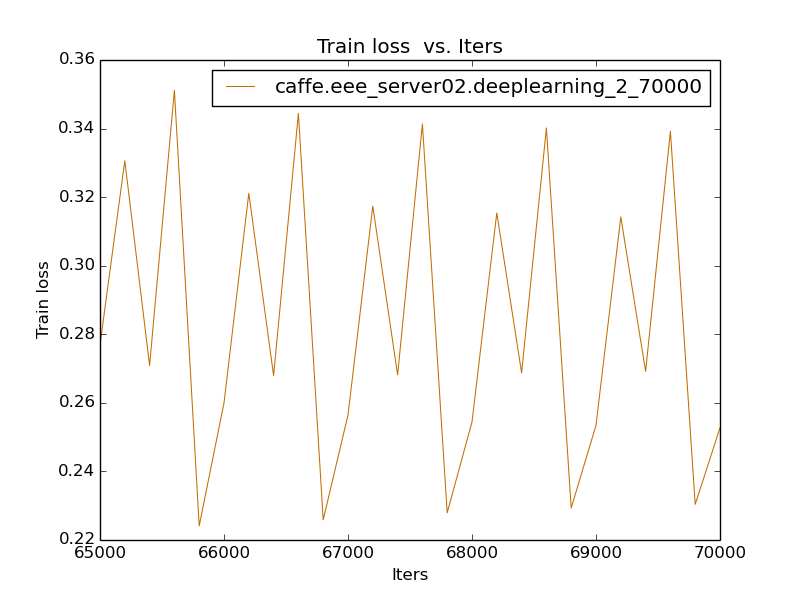 Train loss  vs. Iters
caffe.eee_server02.deeplearning_2_70000
0.36
0.34
0.32
0.30
0.28
0.26
0.24
0.22
Train loss
65000 66000 67000 68000 69000 70000
Iters